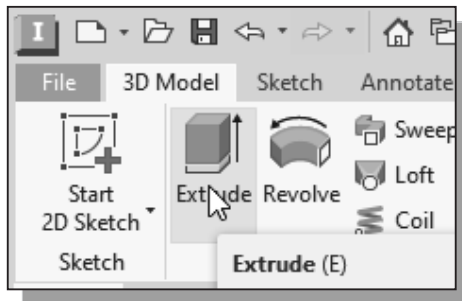 I
File 3D Model Sketch Annotate
Start
2D Sketch
Extrude
Revolve
Sweep
Loft
Coil
Sketch
Extrude (E)